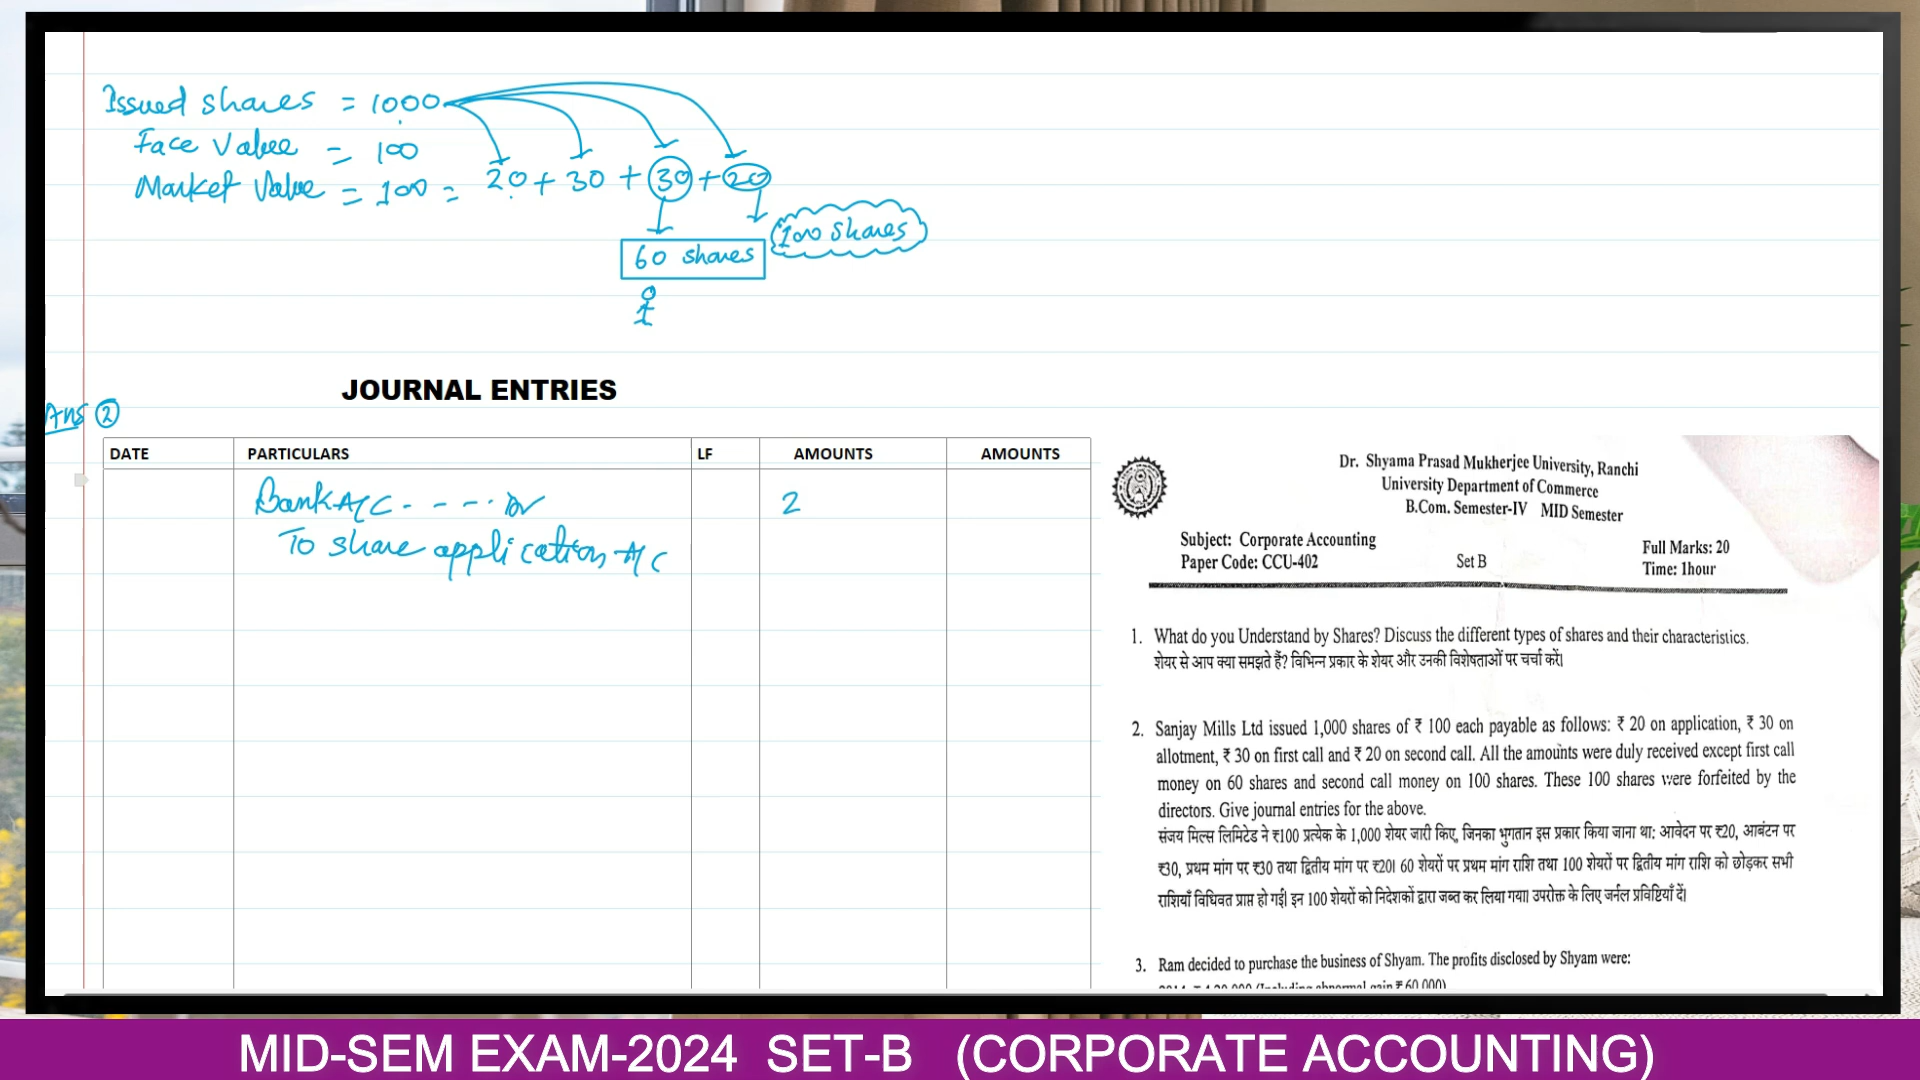 Issued shares = 1000
Face Value = 100
Market Value = 100 = 20 + 30 + 30 + 20
100 shares
60 shares
JOURNAL ENTRIES
Ans 2
DATE PARTICULARS LF AMOUNTS AMOUNTS
Bank A/C - - - - Dr 2
To share application A/C
Dr. Shyama Prasad Mukherjee University, Ranchi
University Department of Commerce
B.Com. Semester-IV MID Semester
Subject: Corporate Accounting
Full Marks: 20
Paper Code: CCU-402 Set B
Time: 1hour
1. What do you Understand by Shares? Discuss the different types of shares and their characteristics.
शेयर से आप क्या समझते हैं? विभिन्न प्रकार के शेयर और उनकी विशेषताओं पर चर्चा करें।
2. Sanjay Mills Ltd issued 1,000 shares of ₹ 100 each payable as follows: ₹ 20 on application, ₹ 30 on
allotment, ₹ 30 on first call and ₹ 20 on second call. All the amounts were duly received except first call
money on 60 shares and second call money on 100 shares. These 100 shares were forfeited by the
directors. Give journal entries for the above.
संजय मिल्स लिमिटेड ने ₹100 प्रत्येक के 1,000 शेयर जारी किए, जिनका भुगतान इस प्रकार किया जाना था: आवेदन पर ₹20, आबंटन पर
₹30, प्रथम मांग पर ₹30 तथा द्वितीय मांग पर ₹20। 60 शेयरों पर प्रथम मांग राशि तथा 100 शेयरों पर द्वितीय मांग राशि को छोड़कर सभी
राशियाँ विधिवत प्राप्त हो गई। इन 100 शेयरों को निदेशकों द्वारा जब्त कर लिया गया। उपरोक्त के लिए जर्नल प्रविष्टियाँ दें।
3. Ram decided to purchase the business of Shyam. The profits disclosed by Shyam were:
2014- ₹ 1,20,000 (Including abnormal gain ₹ 60,000)
MID-SEM EXAM-2024 SET-B (CORPORATE ACCOUNTING)